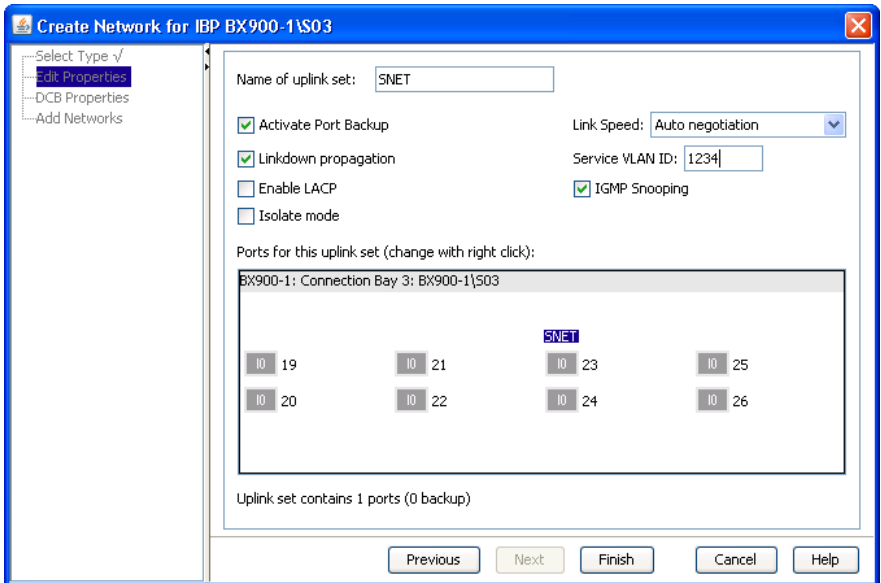 Create Network for IBP BX900-1\S03
Select Type √
Edit Properties
DCB Properties
Add Networks
Name of uplink set: SNET
Activate Port Backup
Link Speed: Auto negotiation
Linkdown propagation
Service VLAN ID: 1234
Enable LACP
IGMP Snooping
Isolate mode
Ports for this uplink set (change with right click):
BX900-1: Connection Bay 3: BX900-1\S03
SNET
IO 19 IO 21 IO 23 IO 25
IO 20 IO 22 IO 24 IO 26
Uplink set contains 1 ports (0 backup)
Previous Next Finish Cancel Help